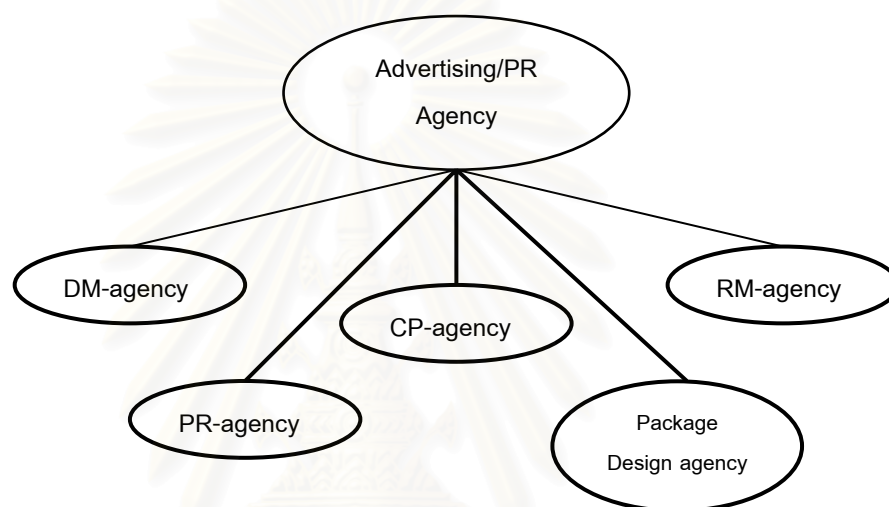 Advertising/PR
Agency
DM-agency
RM-agency
CP-agency
PR-agency
Package
Design agency